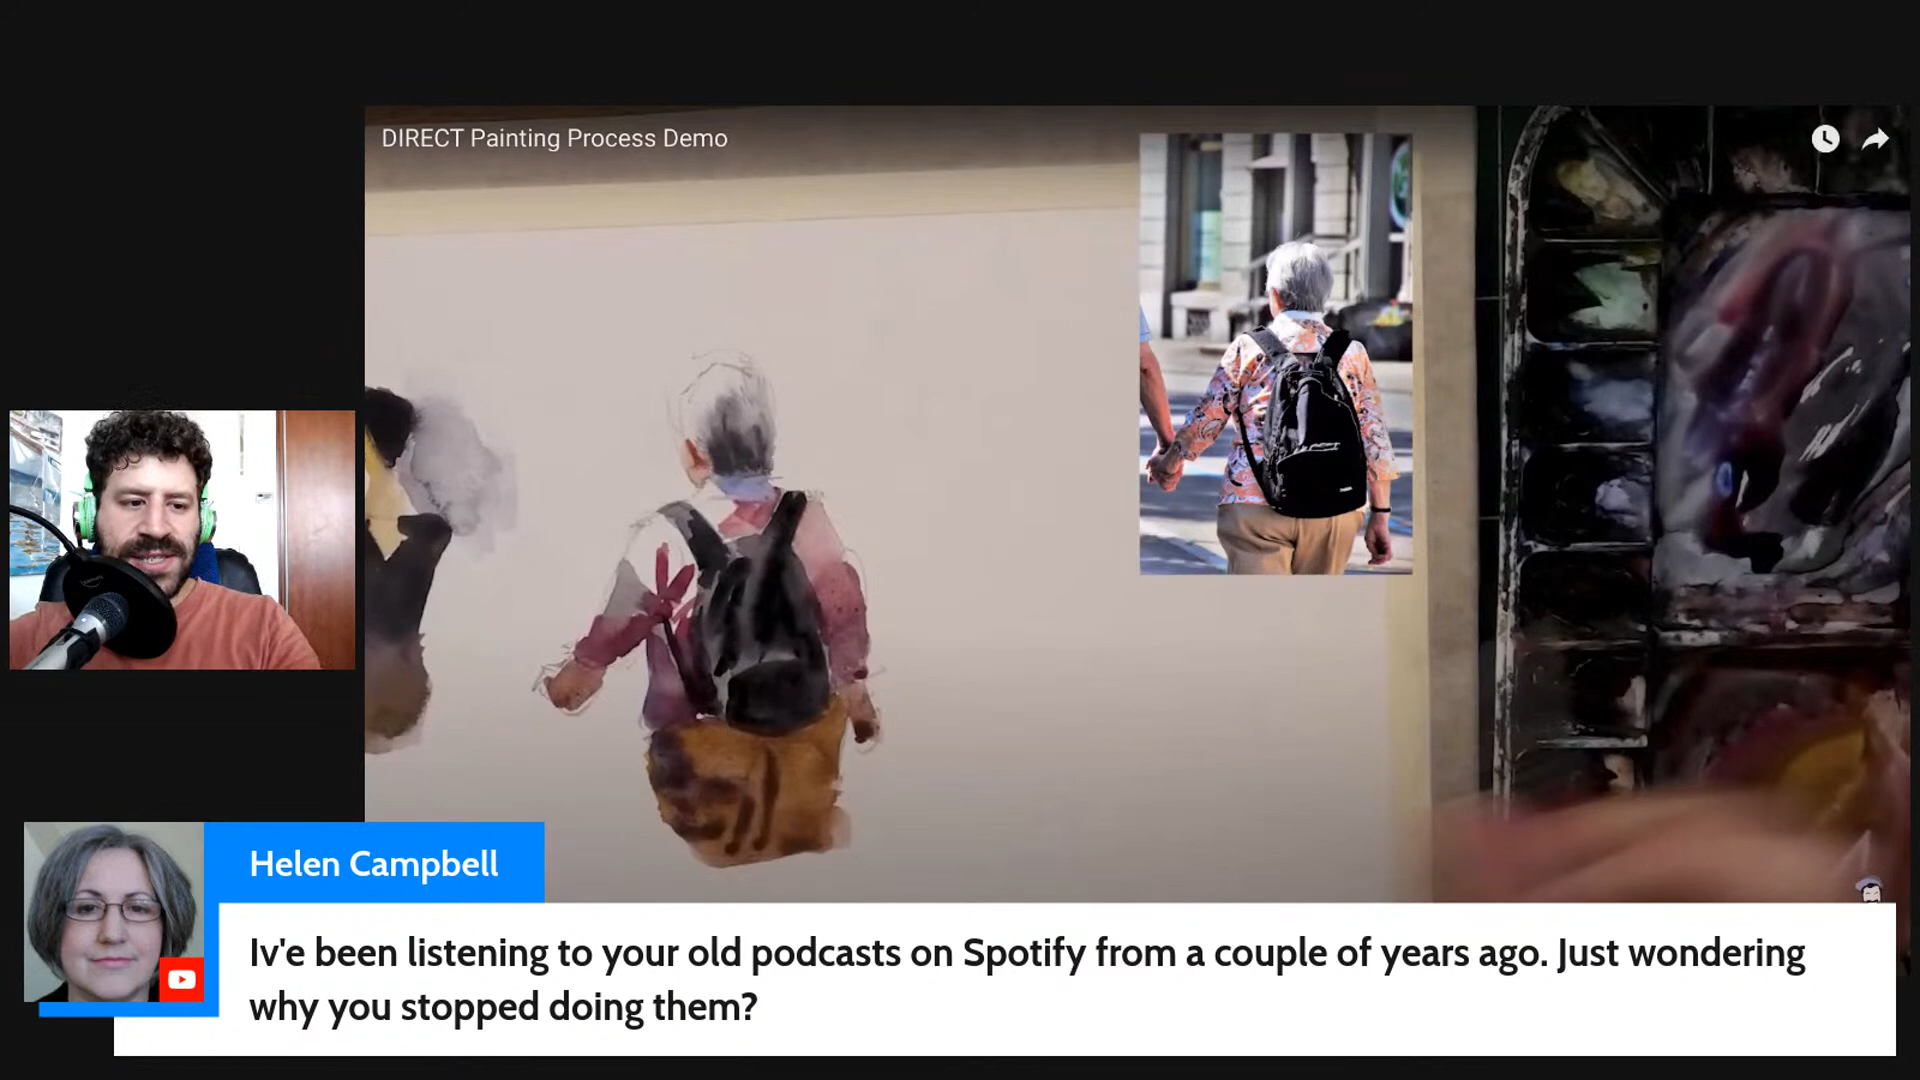 DIRECT Painting Process Demo
Helen Campbell
Iv'e been listening to your old podcasts on Spotify from a couple of years ago. Just wondering
why you stopped doing them?